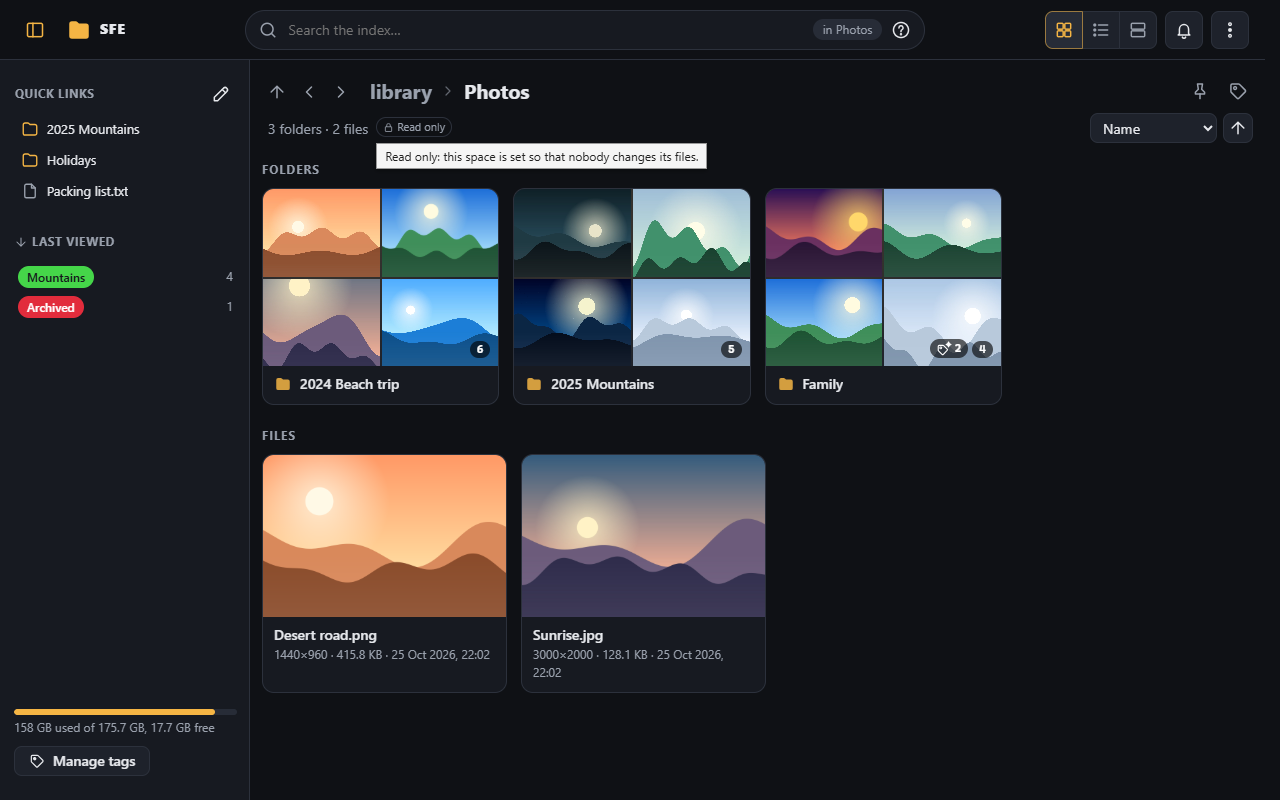 SFE
Search the index...
in Photos
QUICK LINKS
2025 Mountains
Holidays
Packing list.txt
LAST VIEWED
Mountains 4
Archived 1
158 GB used of 175.7 GB, 17.7 GB free
Manage tags
library Photos
3 folders · 2 files Read only
Name
Read only: this space is set so that nobody changes its files.
FOLDERS
6
5
2 4
2024 Beach trip
2025 Mountains
Family
FILES
Desert road.png
1440×960 · 415.8 KB · 25 Oct 2026, 22:02
Sunrise.jpg
3000×2000 · 128.1 KB · 25 Oct 2026,
22:02